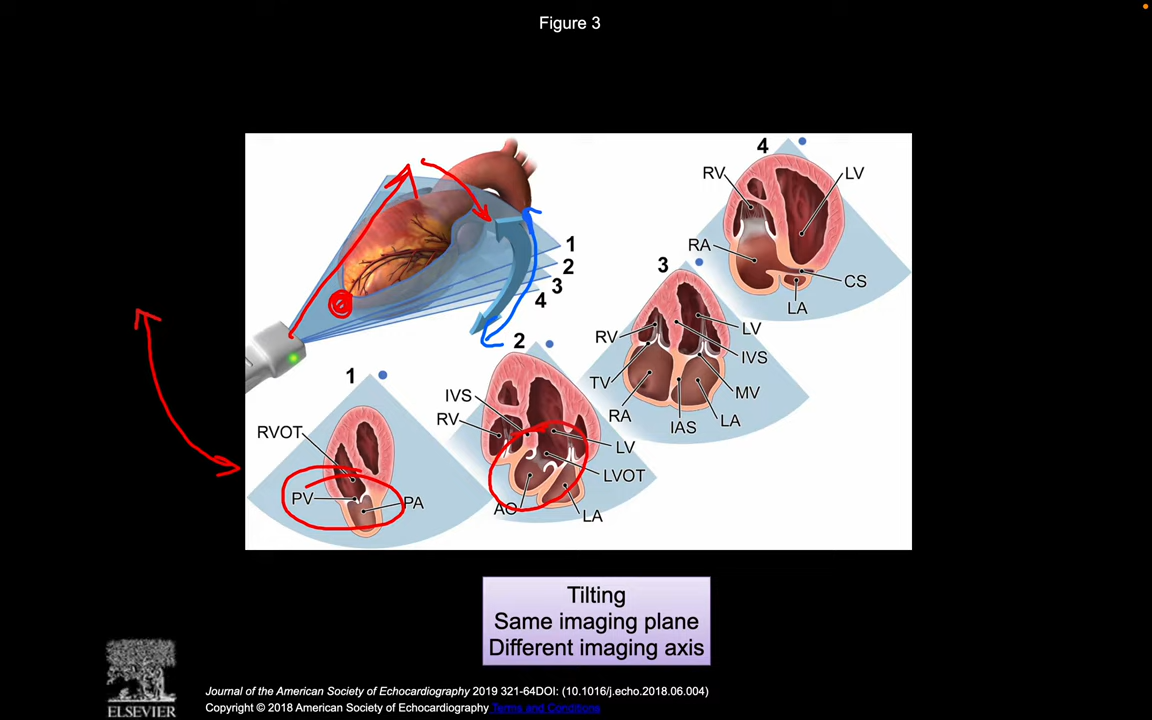 Figure 3
1
2
3
4
1
RVOT
PV
PA
2
IVS
RV
LV
LVOT
AO
LA
3
RV
LV
IVS
TV
MV
RA
IAS
LA
4
RV
LV
RA
CS
LA
Tilting
Same imaging plane
Different imaging axis
ELSEVIER
Journal of the American Society of Echocardiography 2019 321-64DOI: (10.1016/j.echo.2018.06.004)
Copyright © 2018 American Society of Echocardiography Terms and Conditions